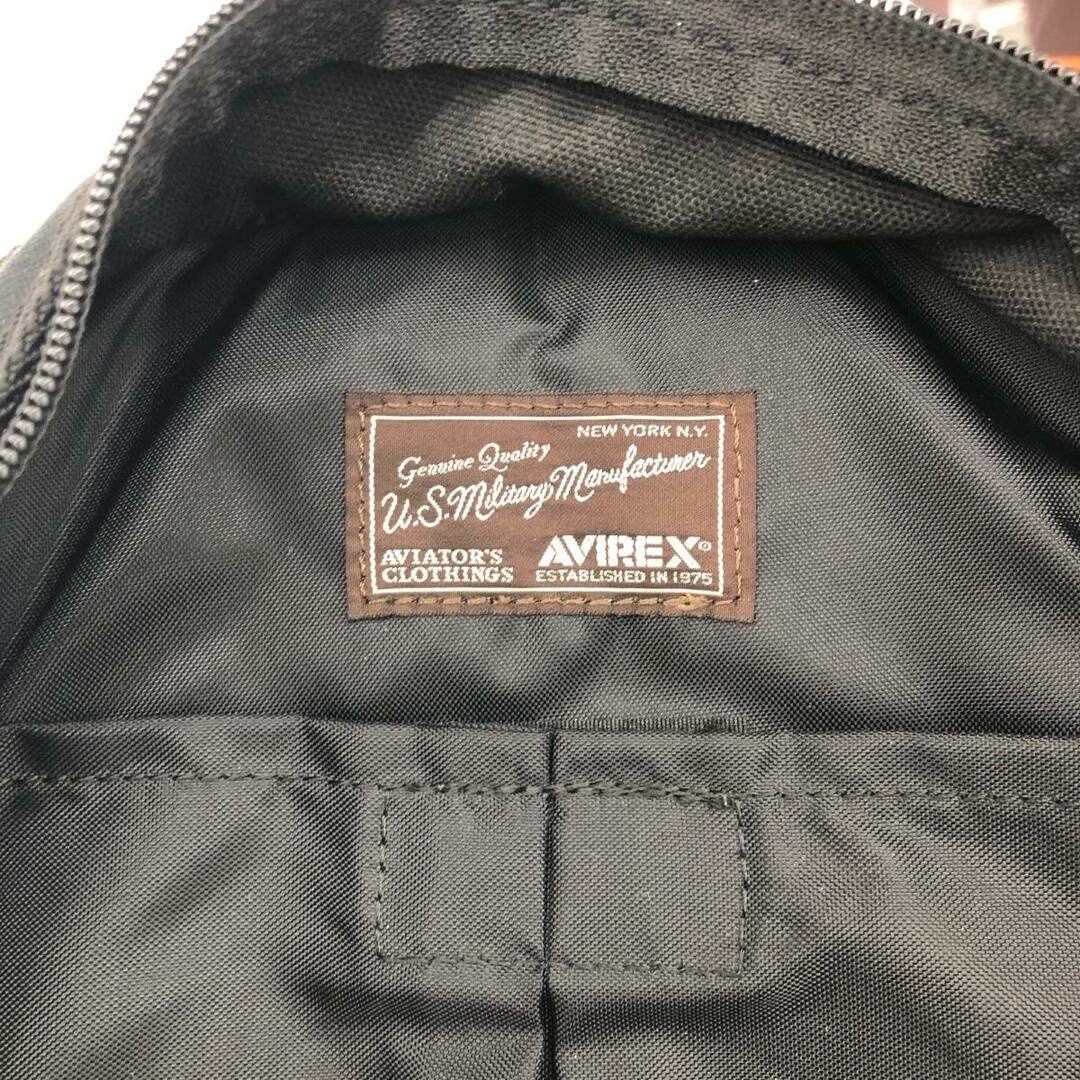 NEW YORK N.Y.
Genuine Quality
U.S. Military Manufacturer
AVIATOR'S
CLOTHINGS
AVIREX®
ESTABLISHED IN 1975